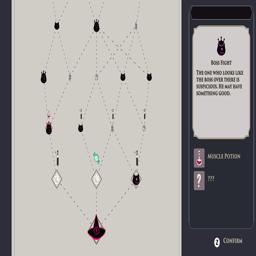 Boss Fight
The one who looks like
the boss over there is
suspicious. He may have
something good.
Muscle Potion
???
Confirm